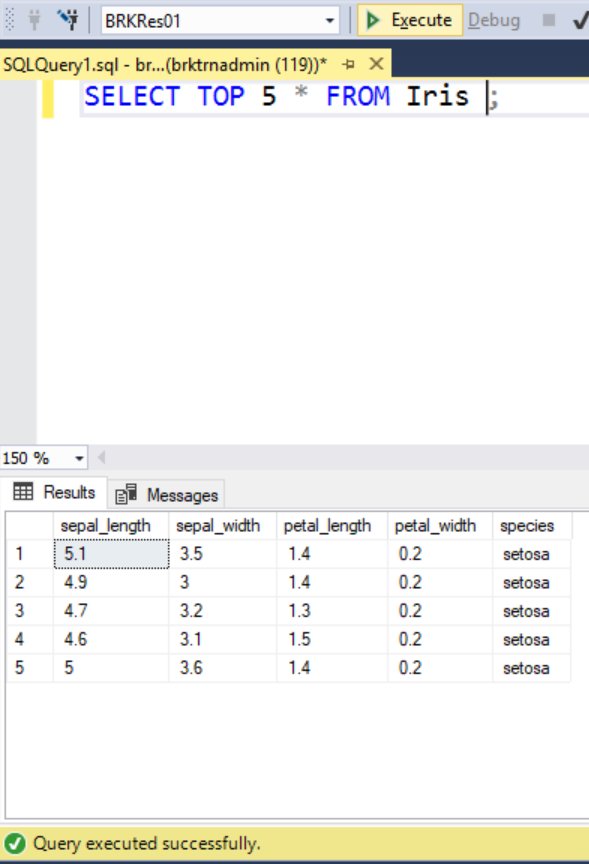 BRKRes01 Execute Debug
SQLQuery1.sql - br...(brktrnadmin (119))*
SELECT TOP 5 * FROM Iris ;
150 %
Results Messages
sepal_length sepal_width petal_length petal_width species
1 5.1 3.5 1.4 0.2 setosa
2 4.9 3 1.4 0.2 setosa
3 4.7 3.2 1.3 0.2 setosa
4 4.6 3.1 1.5 0.2 setosa
5 5 3.6 1.4 0.2 setosa
Query executed successfully.